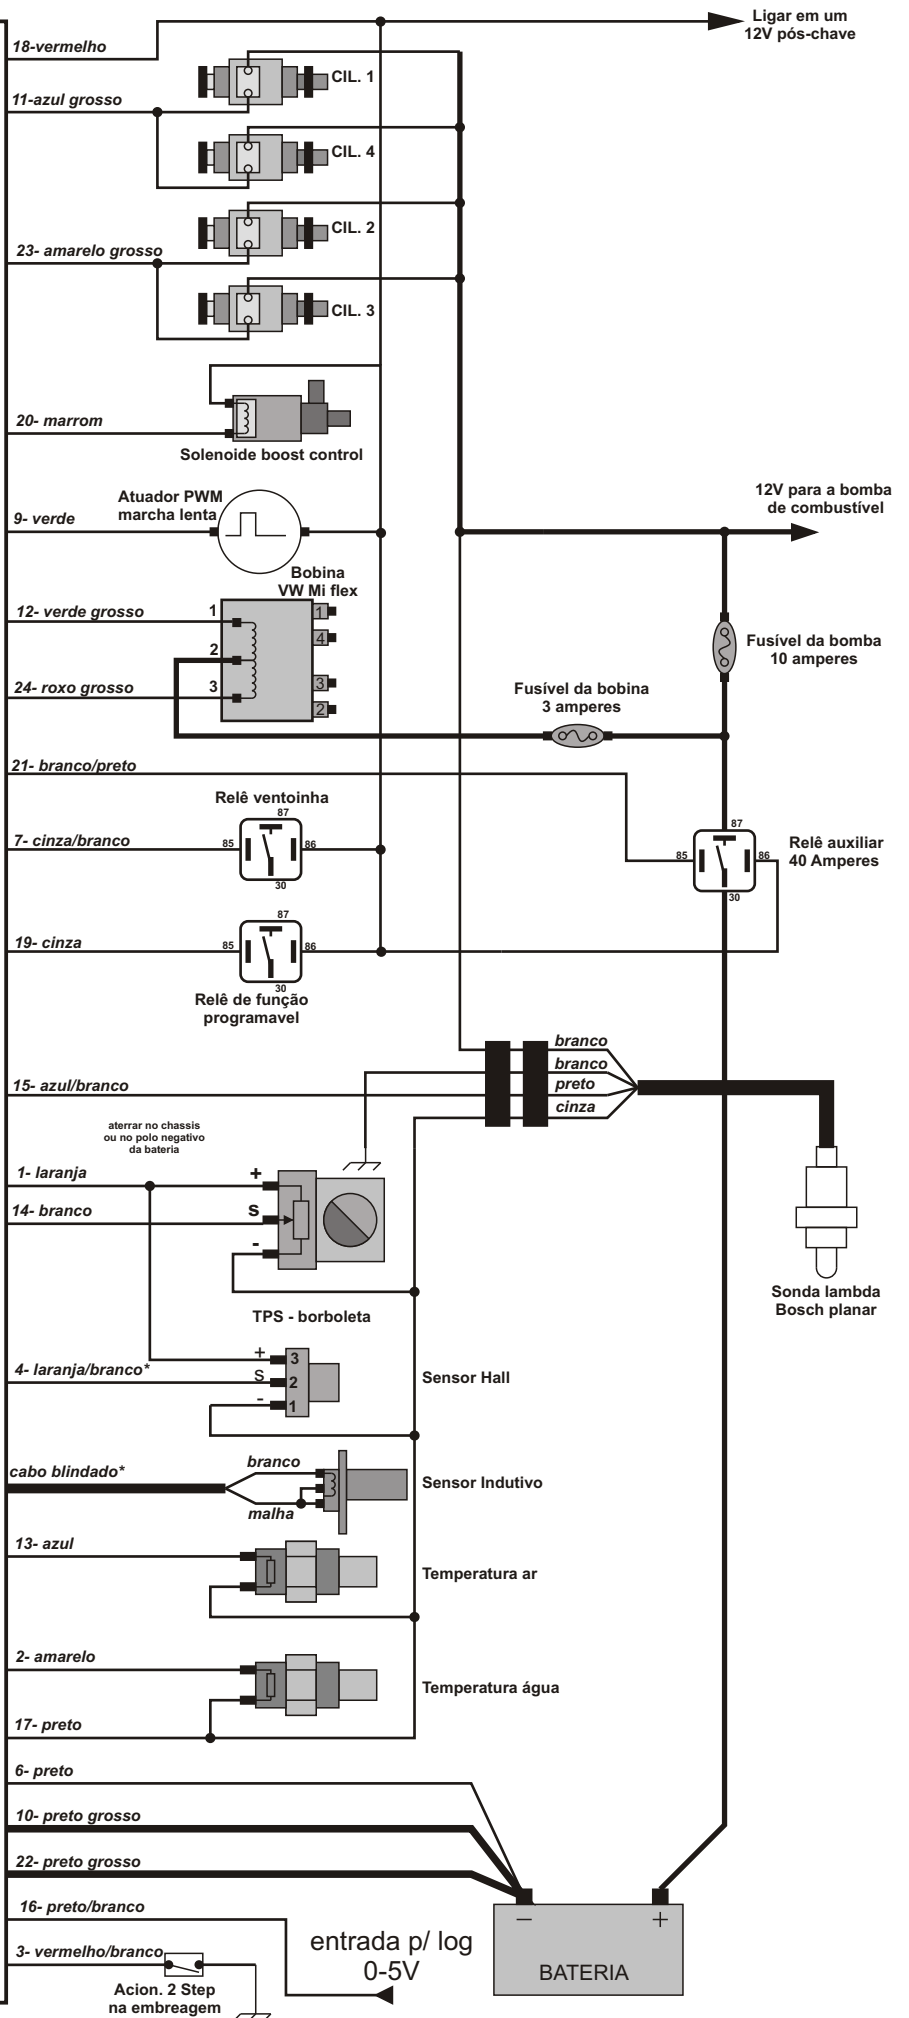 Ligar em um
12V pós-chave
18-vermelho
CIL. 1
11-azul grosso
CIL. 4
CIL. 2
23- amarelo grosso
CIL. 3
20- marrom
Solenoide boost control
12V para a bomba
de combustível
Atuador PWM
marcha lenta
9- verde
Bobina
VW Mi flex
12- verde grosso
1
1
4
2
Fusível da bomba
10 amperes
24- roxo grosso
3
3
2
Fusível da bobina
3 amperes
21- branco/preto
Relê ventoinha
87
7- cinza/branco
85
86
30
87
85
86
30
Relê auxiliar
40 Amperes
87
19- cinza
85
86
30
Relê de função
programavel
branco
branco
preto
cinza
15- azul/branco
aterrar no chassis
ou no polo negativo
da bateria
1- laranja
+
14- branco
S
-
Sonda lambda
Bosch planar
TPS - borboleta
+
3
4- laranja/branco*
S
2
-
1
Sensor Hall
cabo blindado*
branco
malha
Sensor Indutivo
13- azul
Temperatura ar
2- amarelo
Temperatura água
17- preto
6- preto
10- preto grosso
22- preto grosso
16- preto/branco
− +
BATERIA
entrada p/ log
0-5V
3- vermelho/branco
Acion. 2 Step
na embreagem